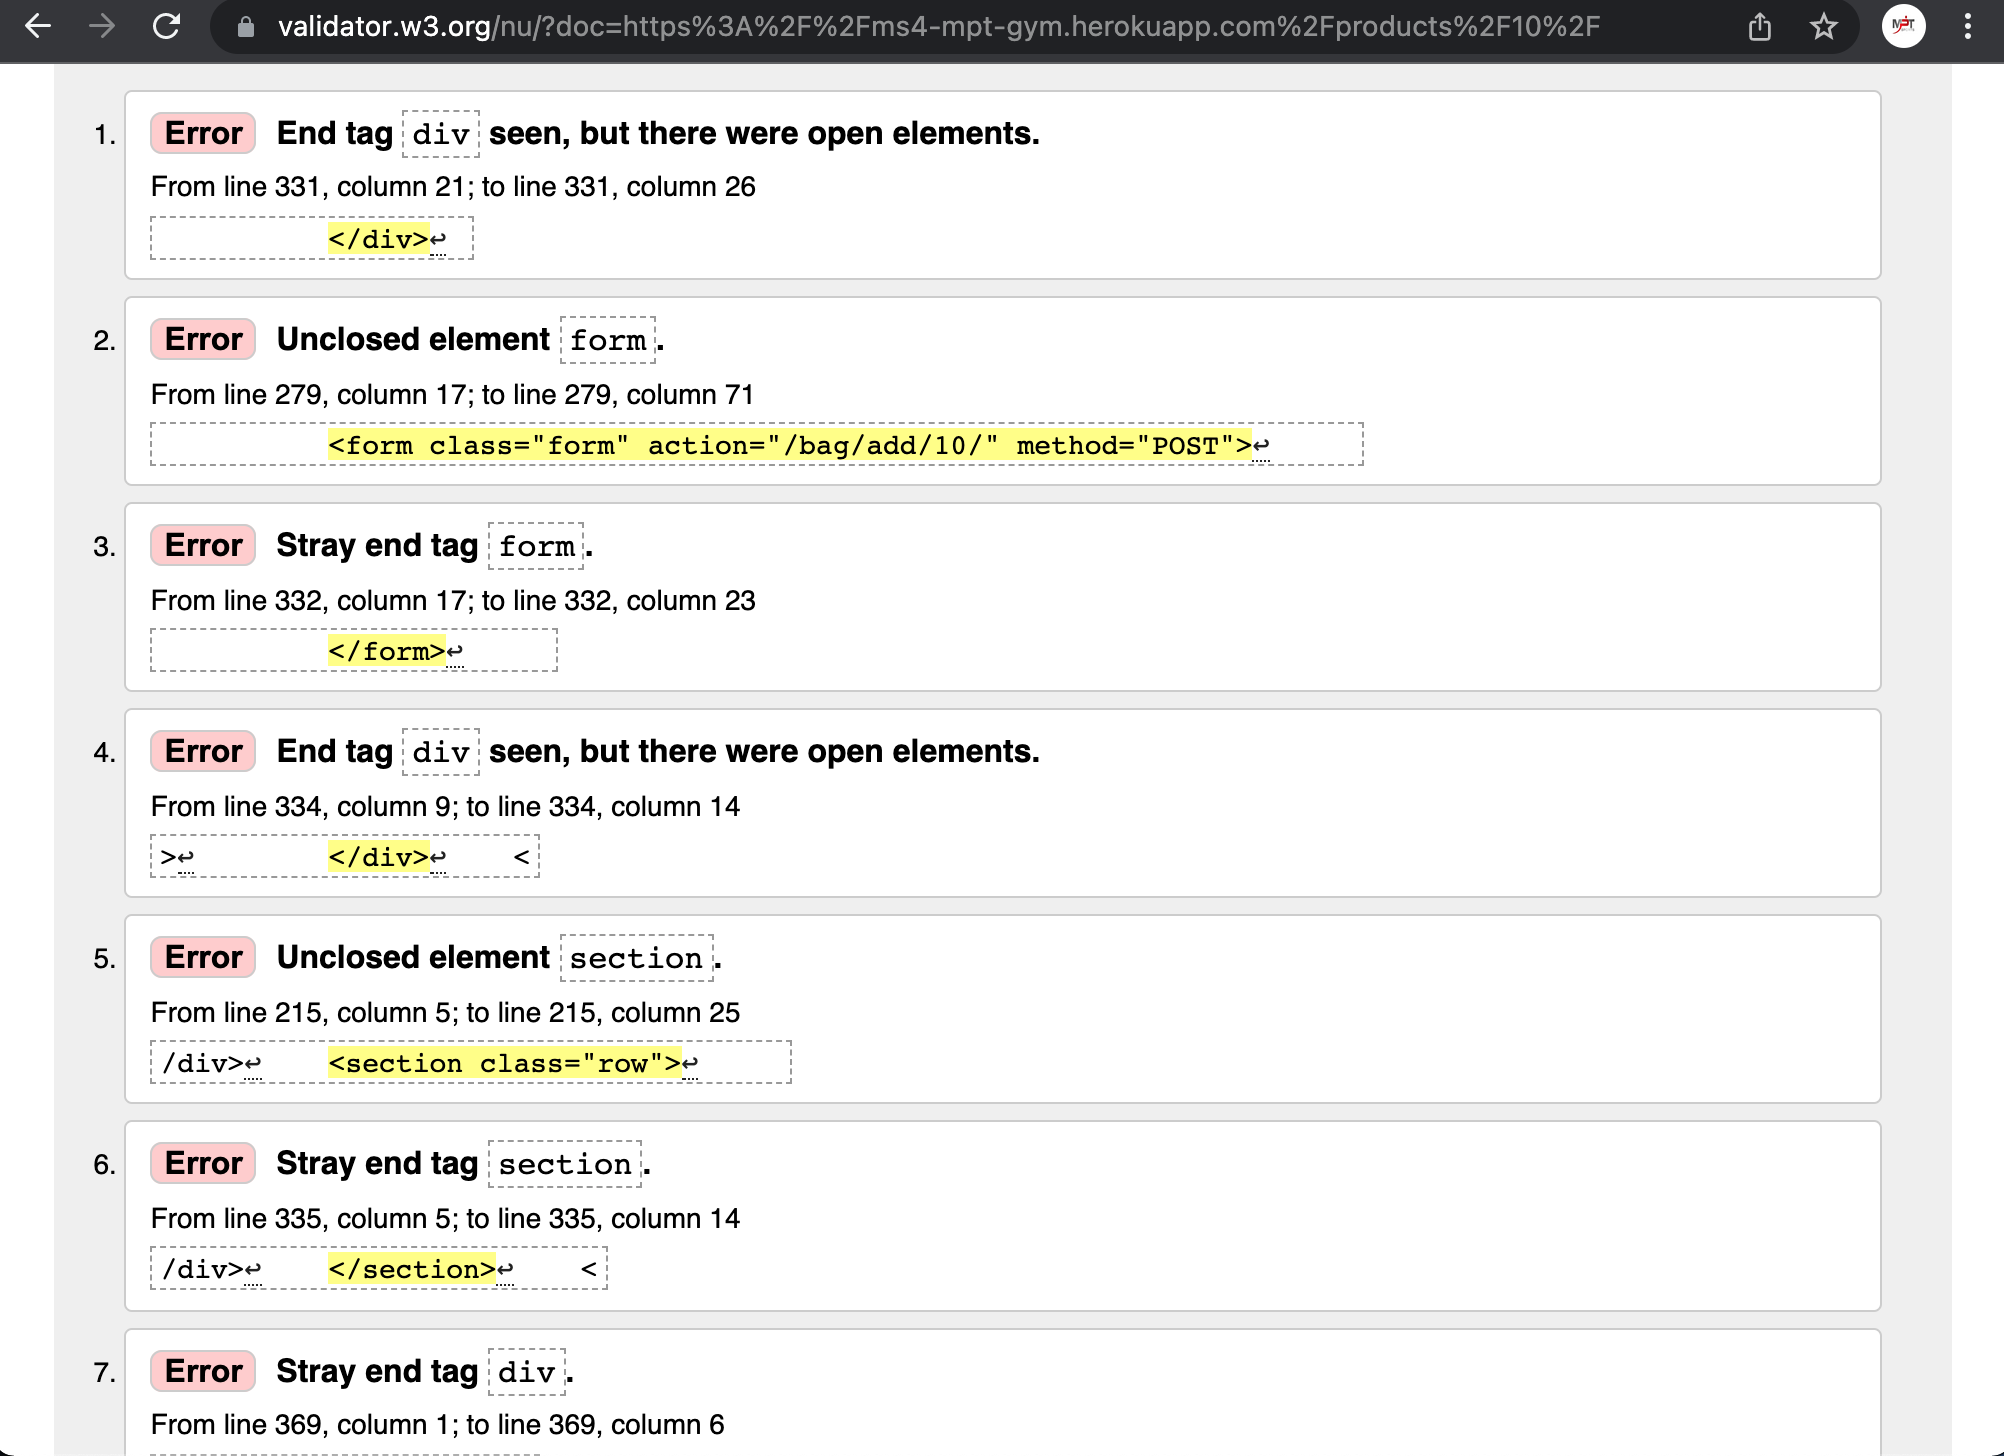 validator.w3.org/nu/?doc=https%3A%2F%2Fms4-mpt-gym.herokuapp.com%2Fproducts%2F10%2F
MPT
1. Error End tag div seen, but there were open elements.
From line 331, column 21; to line 331, column 26
</div>↩
2. Error Unclosed element form.
From line 279, column 17; to line 279, column 71
<form class="form" action="/bag/add/10/" method="POST">↩
3. Error Stray end tag form.
From line 332, column 17; to line 332, column 23
</form>↩
4. Error End tag div seen, but there were open elements.
From line 334, column 9; to line 334, column 14
>↩ </div>↩ <
5. Error Unclosed element section.
From line 215, column 5; to line 215, column 25
/div>↩ <section class="row">↩
6. Error Stray end tag section.
From line 335, column 5; to line 335, column 14
/div>↩ </section>↩ <
7. Error Stray end tag div.
From line 369, column 1; to line 369, column 6